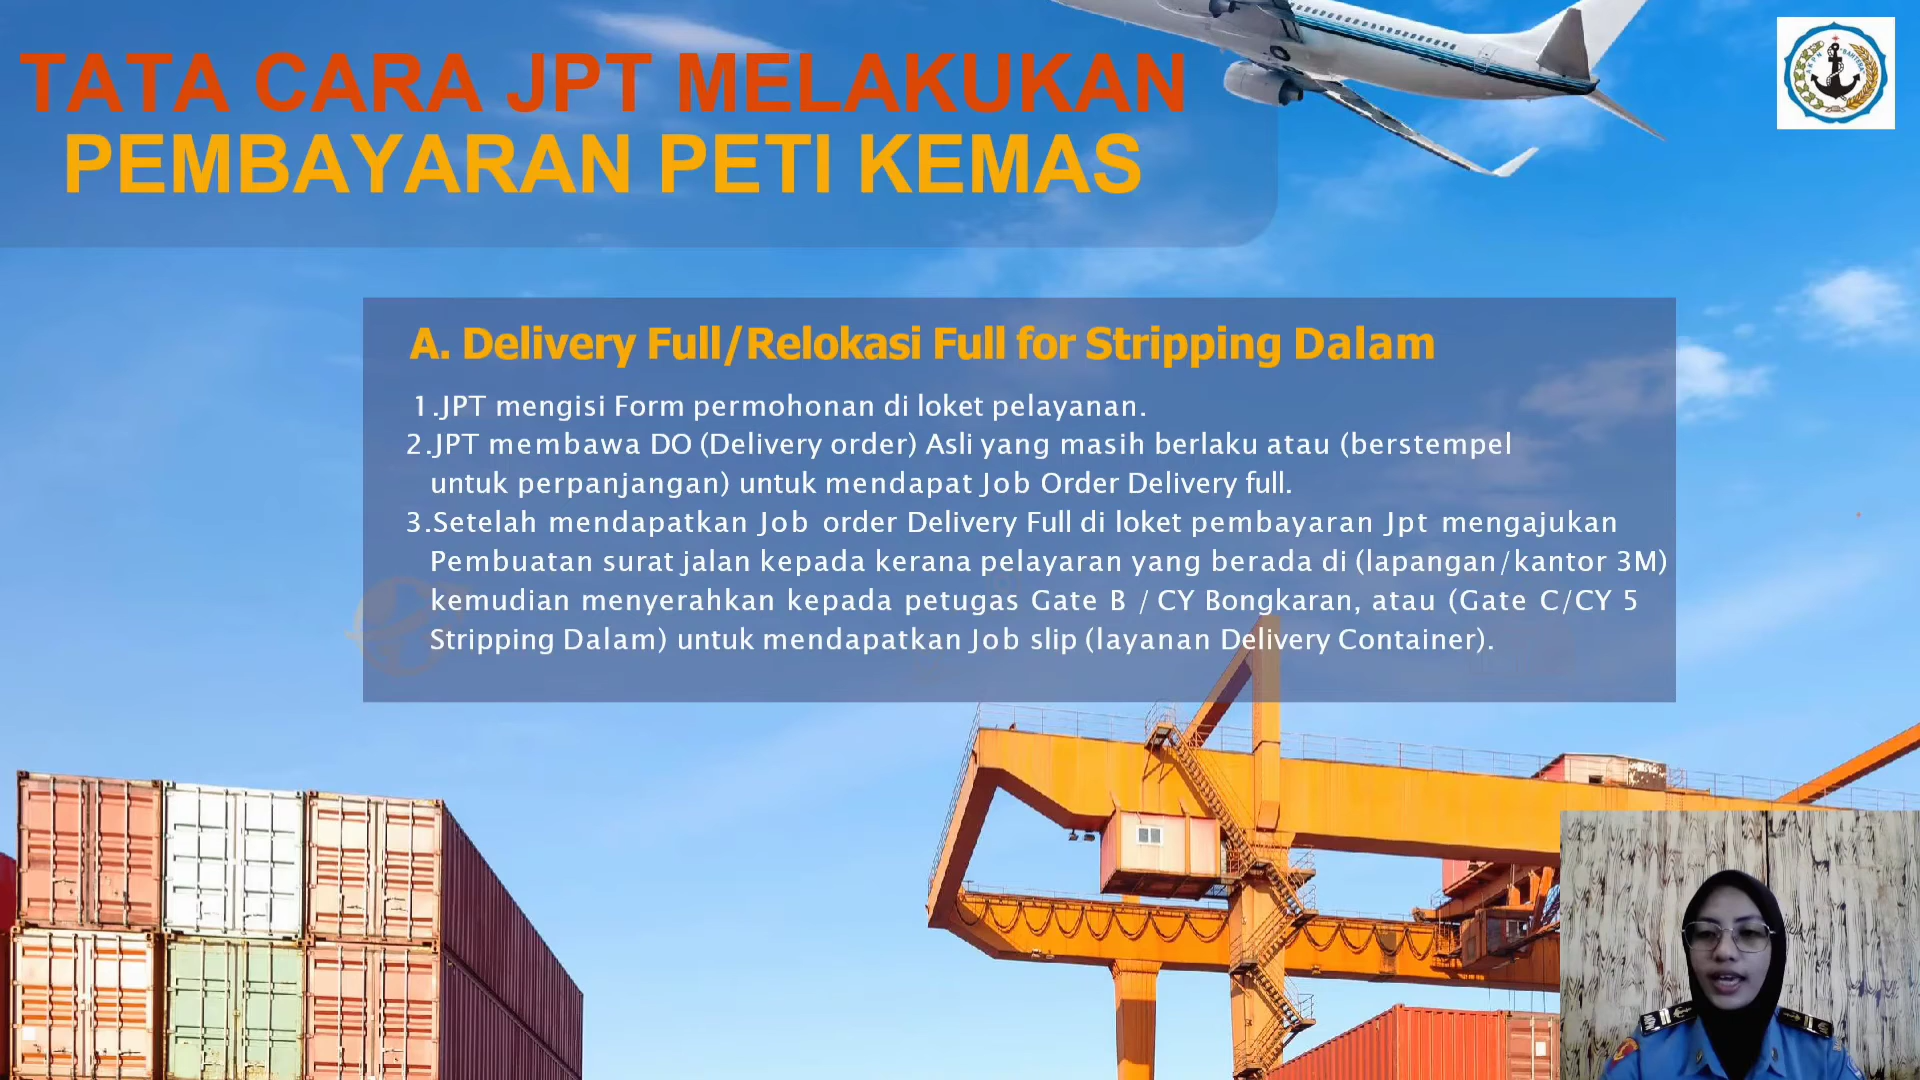 TATA CARA JPT MELAKUKAN
PEMBAYARAN PETI KEMAS
A. Delivery Full/Relokasi Full for Stripping Dalam
1.JPT mengisi Form permohonan di loket pelayanan.
2.JPT membawa DO (Delivery order) Asli yang masih berlaku atau (berstempel
untuk perpanjangan) untuk mendapat Job Order Delivery full.
3.Setelah mendapatkan Job order Delivery Full di loket pembayaran Jpt mengajukan
Pembuatan surat jalan kepada kerana pelayaran yang berada di (lapangan/kantor 3M)
kemudian menyerahkan kepada petugas Gate B / CY Bongkaran, atau (Gate C/CY 5
Stripping Dalam) untuk mendapatkan Job slip (layanan Delivery Container).